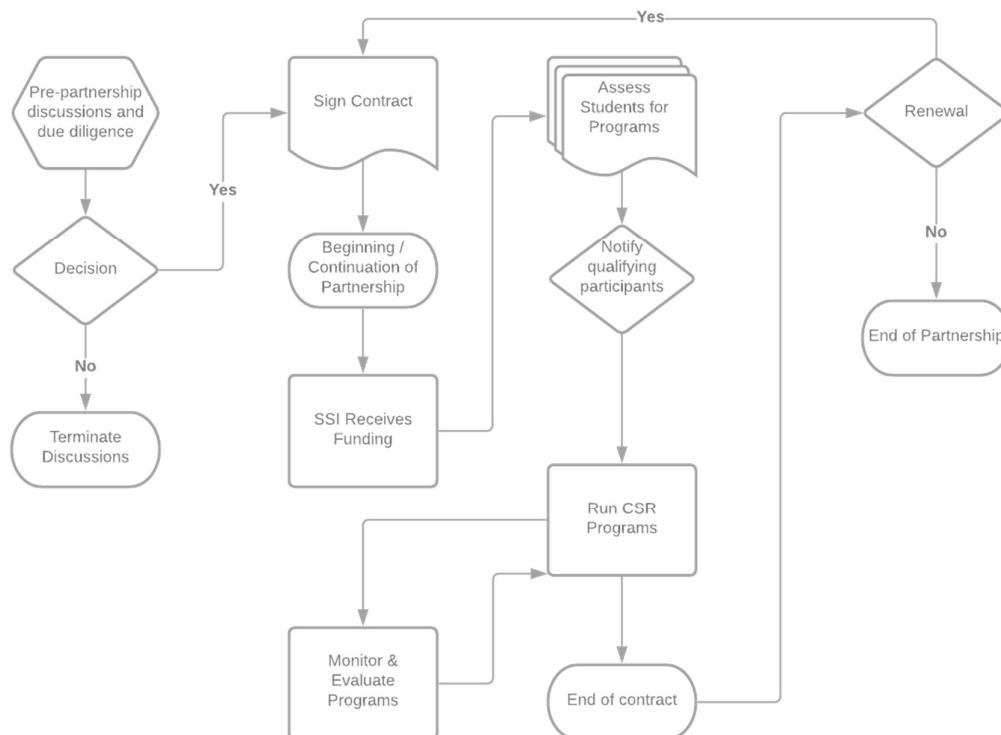 Yes
Pre-partnership
discussions and
due diligence
Sign Contract
Assess
Students for
Programs
Renewal
Yes
Decision
Beginning /
Continuation of
Partnership
Notify
qualifying
participants
No
End of Partnership
No
SSI Receives
Funding
Terminate
Discussions
Run CSR
Programs
Monitor &
Evaluate
Programs
End of contract